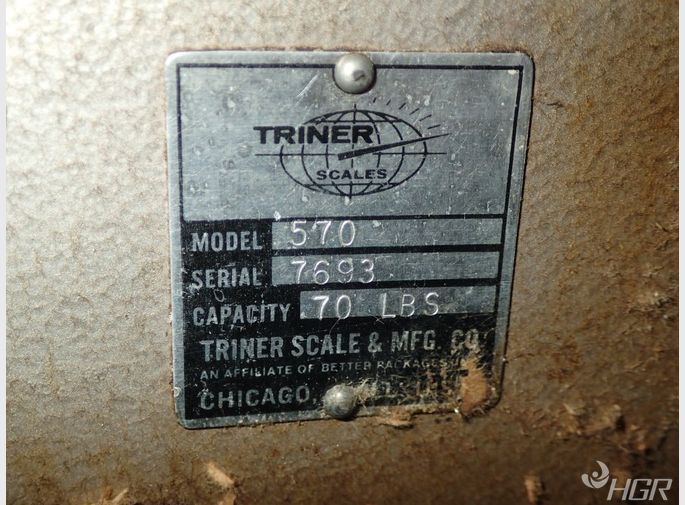 TRINER
SCALES
MODEL 570
SERIAL 7693
CAPACITY 70 LBS
TRINER SCALE & MFG. CO
AN AFFILIATE OF BETTER PACKAGES
CHICAGO,
HGR